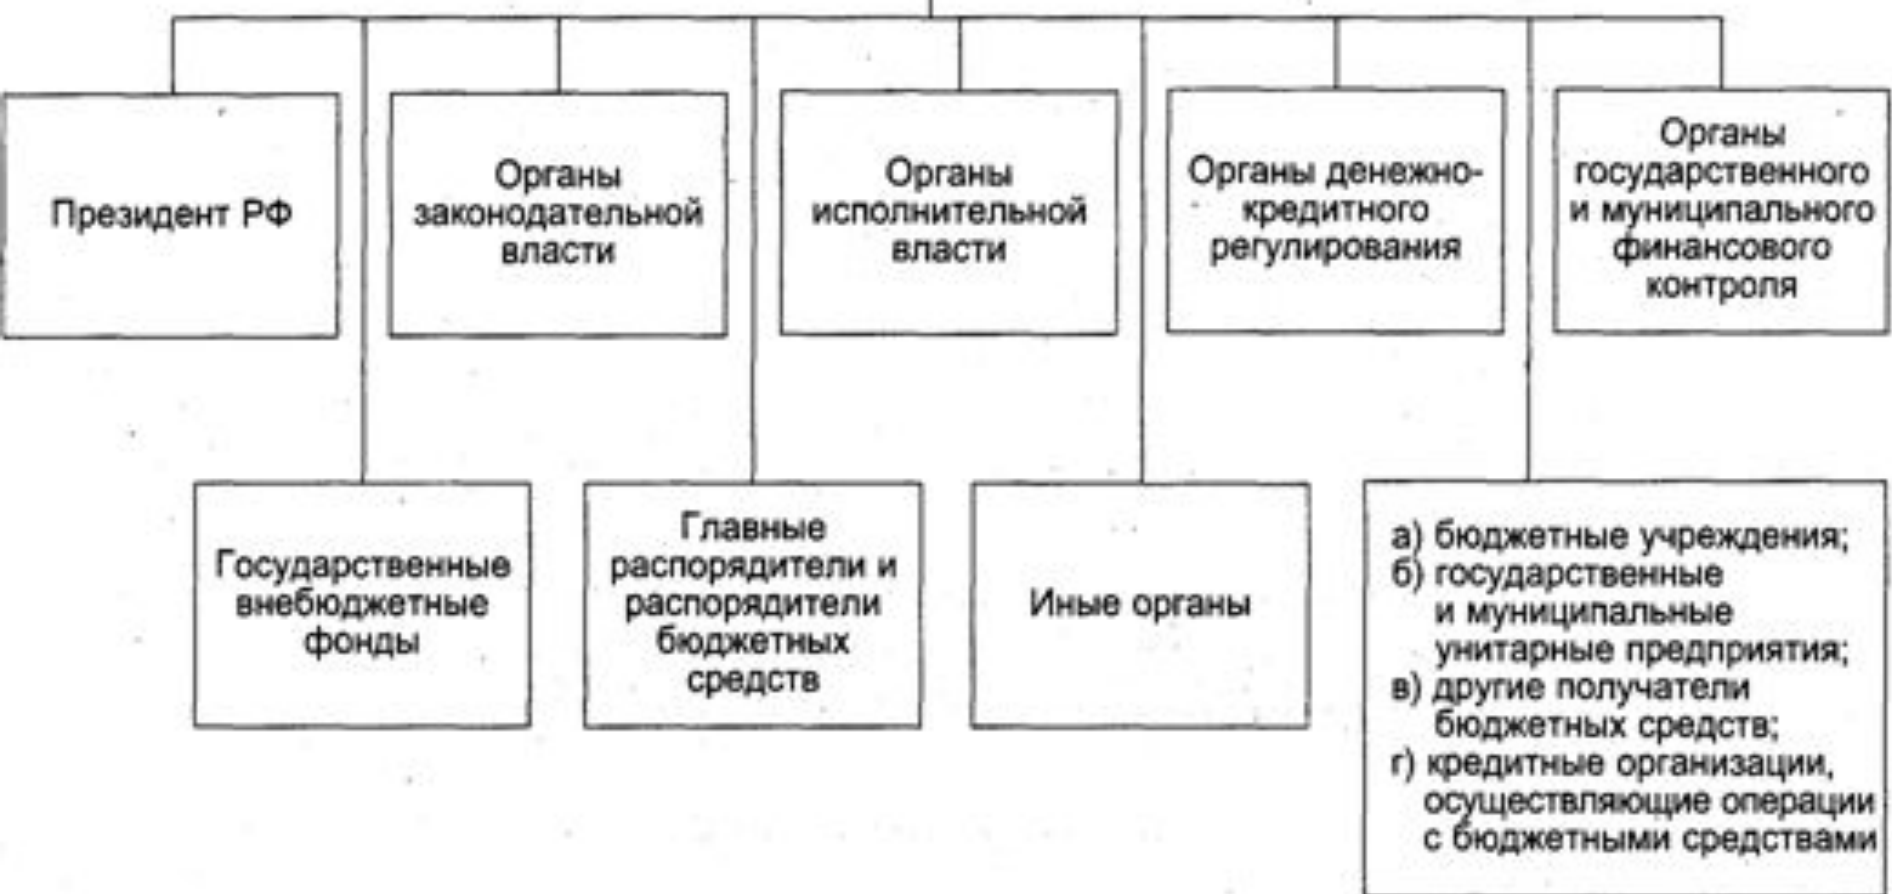 Президент РФ
Органы
законодательной
власти
Органы
исполнительной
власти
Органы денежно-
кредитного
регулирования
Органы
государственного
и муниципального
финансового
контроля
Государственные
внебюджетные
фонды
Главные
распорядители и
распорядители
бюджетных
средств
Иные органы
а) бюджетные учреждения;
б) государственные
и муниципальные
унитарные предприятия;
в) другие получатели
бюджетных средств;
г) кредитные организации,
осуществляющие операции
с бюджетными средствами